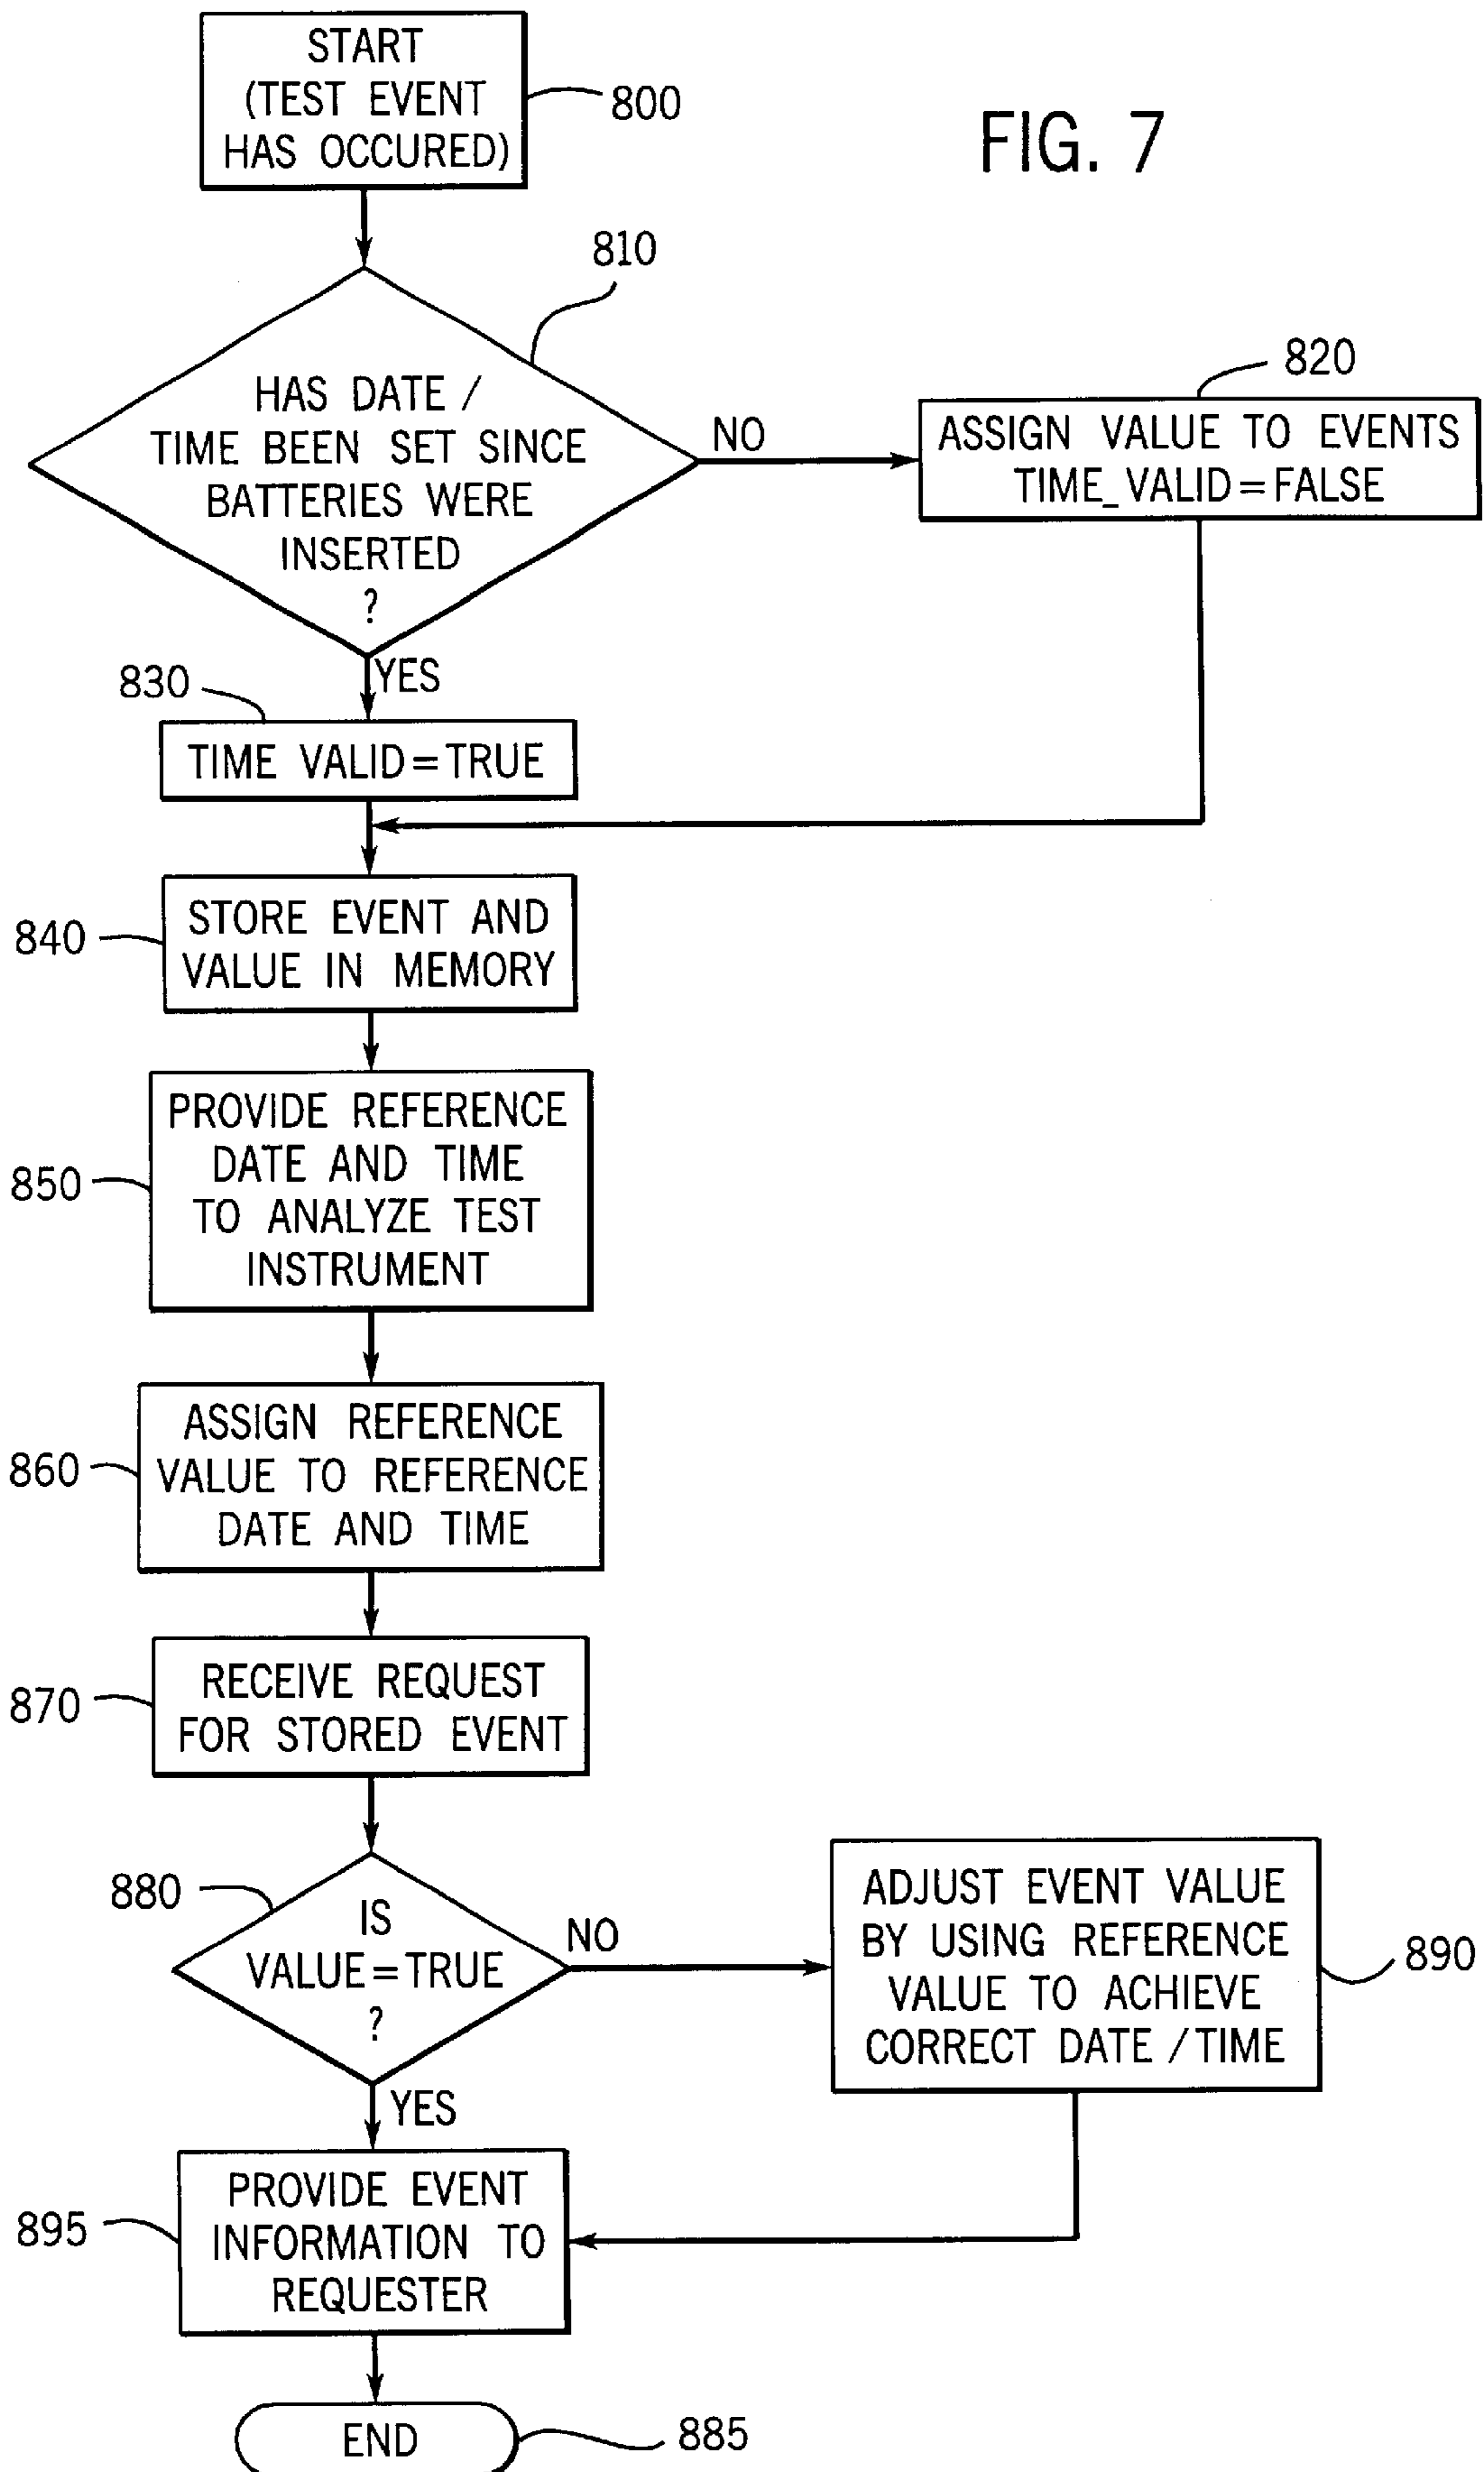 START
(TEST EVENT
HAS OCCURED)
800
FIG. 7
810
HAS DATE /
TIME BEEN SET SINCE
BATTERIES WERE
INSERTED
?
NO
820
ASSIGN VALUE TO EVENTS
TIME_VALID=FALSE
YES
830
TIME VALID=TRUE
840
STORE EVENT AND
VALUE IN MEMORY
850
PROVIDE REFERENCE
DATE AND TIME
TO ANALYZE TEST
INSTRUMENT
860
ASSIGN REFERENCE
VALUE TO REFERENCE
DATE AND TIME
870
RECEIVE REQUEST
FOR STORED EVENT
880
IS
VALUE=TRUE
?
NO
ADJUST EVENT VALUE
BY USING REFERENCE
VALUE TO ACHIEVE
CORRECT DATE /TIME
890
YES
895
PROVIDE EVENT
INFORMATION TO
REQUESTER
END
885